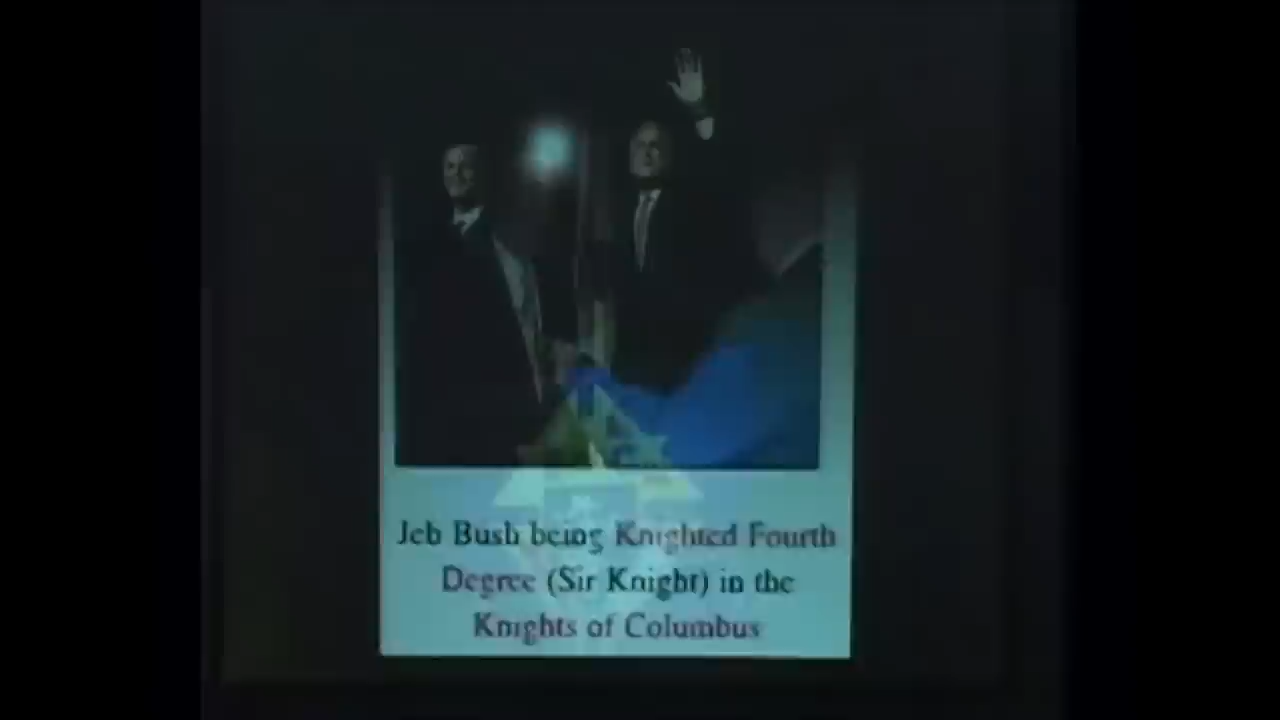 Jeb Bush being Knighted Fourth
Degree (Sir Knight) in the
Knights of Columbus